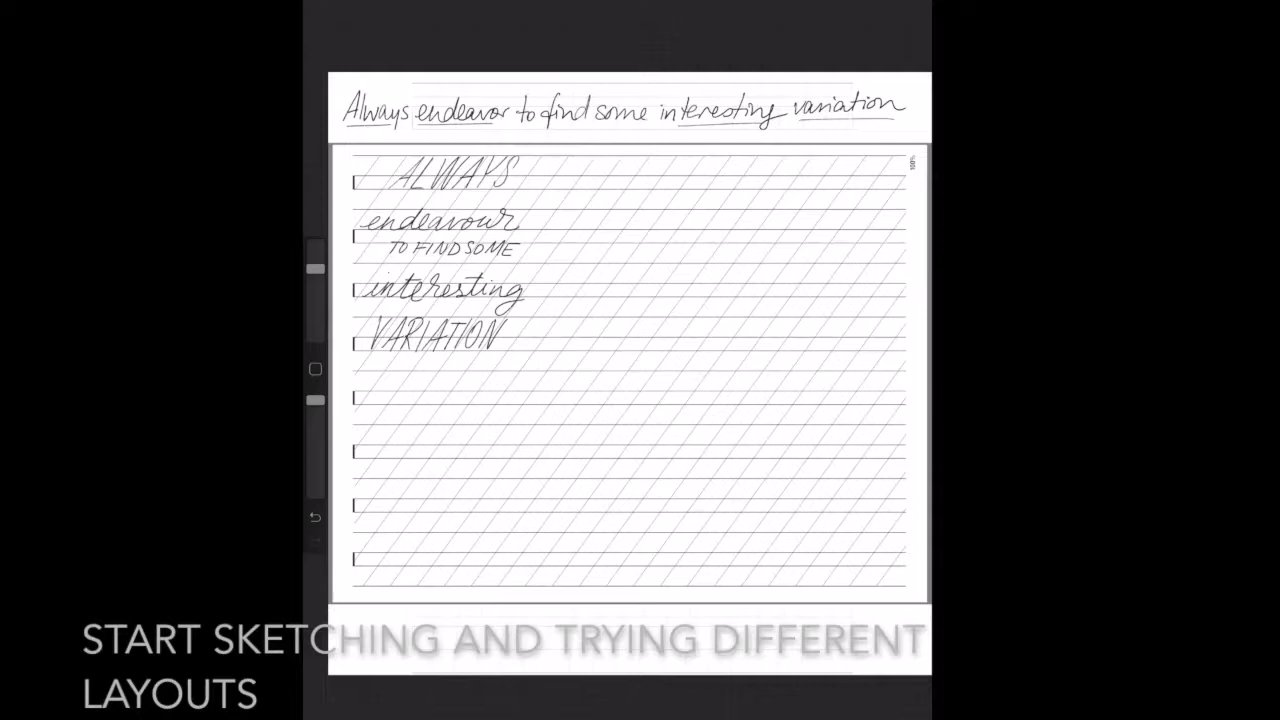 Always endeavor to find some interesting variation
100%
ALWAYS
endeavour
TO FIND SOME
interesting
VARIATION
START SKETCHING AND TRYING DIFFERENT
LAYOUTS